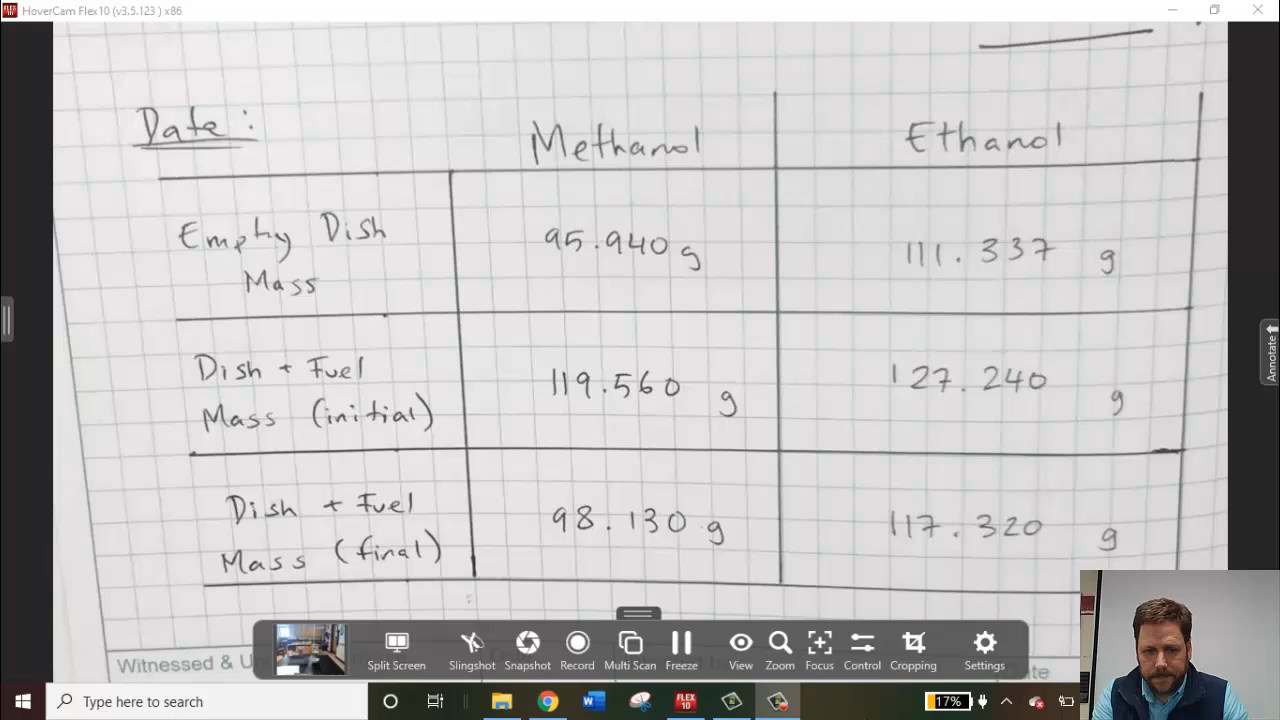 HoverCam Flex10 (v3.5.123 ) x86
Date:
Methanol
Ethanol
Empty Dish
Mass
95.940 g
111.337 g
Dish + Fuel
Mass (initial)
119.560 g
127.240 g
Dish + Fuel
Mass (final)
98.130 g
117.320 g
Annotate
Witnessed & 
Split Screen
Slingshot
Snapshot
Record
Multi Scan
Freeze
View
Zoom
Focus
Control
Cropping
Settings
Type here to search
FLEX
10
17%